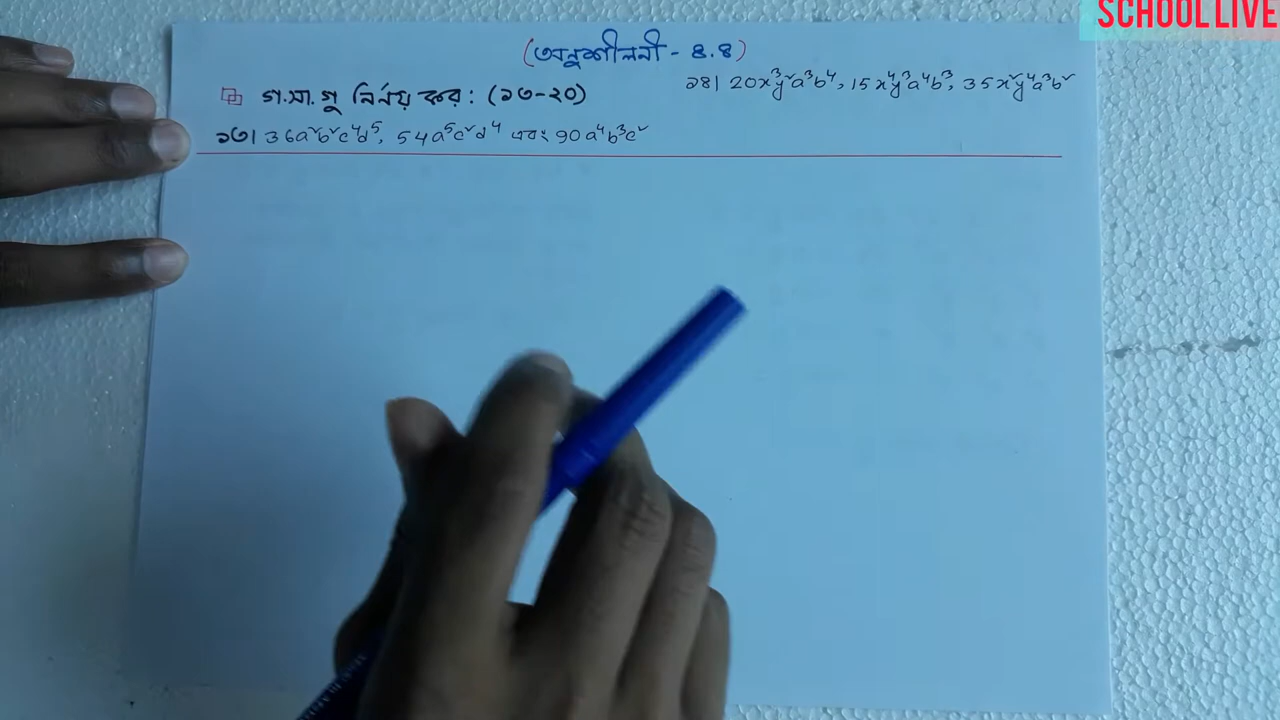 SCHOOL LIVE
(অনুশীলনী - ৪.৪)
গ.সা.গু নির্ণয় কর: (১৩-২০)
১৩। 36a²b²c⁴d⁵, 54a⁵c²d⁴ এবং 90a⁴b³c²
১৪। 20x³y²a³b⁴, 15x⁴y³a⁴b³, 35x²y⁴a³b²